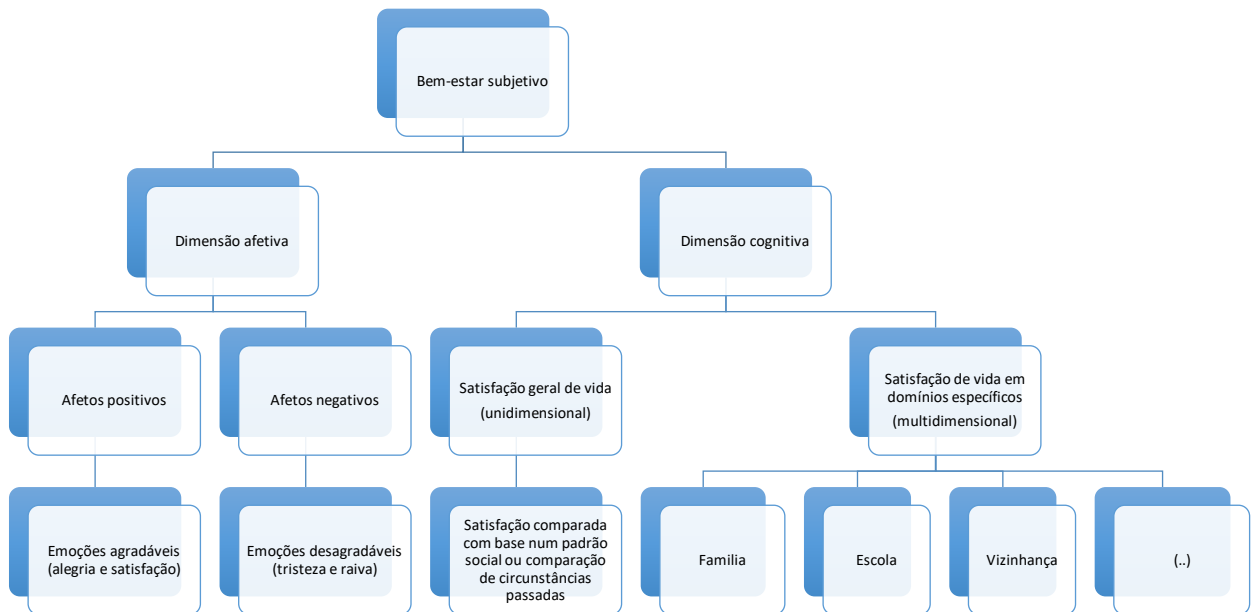 Bem-estar subjetivo
Dimensão afetiva
Dimensão cognitiva
Afetos positivos
Afetos negativos
Satisfação geral de vida
(unidimensional)
Satisfação de vida em
domínios específicos
(multidimensional)
Emoções agradáveis
(alegria e satisfação)
Emoções desagradáveis
(tristeza e raiva)
Satisfação comparada
com base num padrão
social ou comparação
de circunstâncias
passadas
Familia
Escola
Vizinhança
(..)